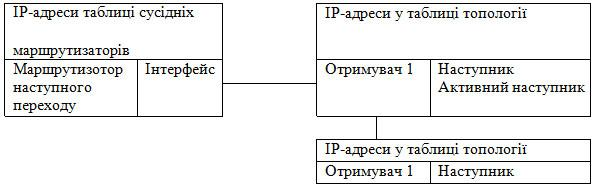 IP-адреси таблиці сусідніх
маршрутизаторів
Маршрутизотор
наступного
переходу
Інтерфейс
IP-адреси у таблиці топології
Отримувач 1
Наступник
Активний наступник
IP-адреси у таблиці топології
Отримувач 1
Наступник